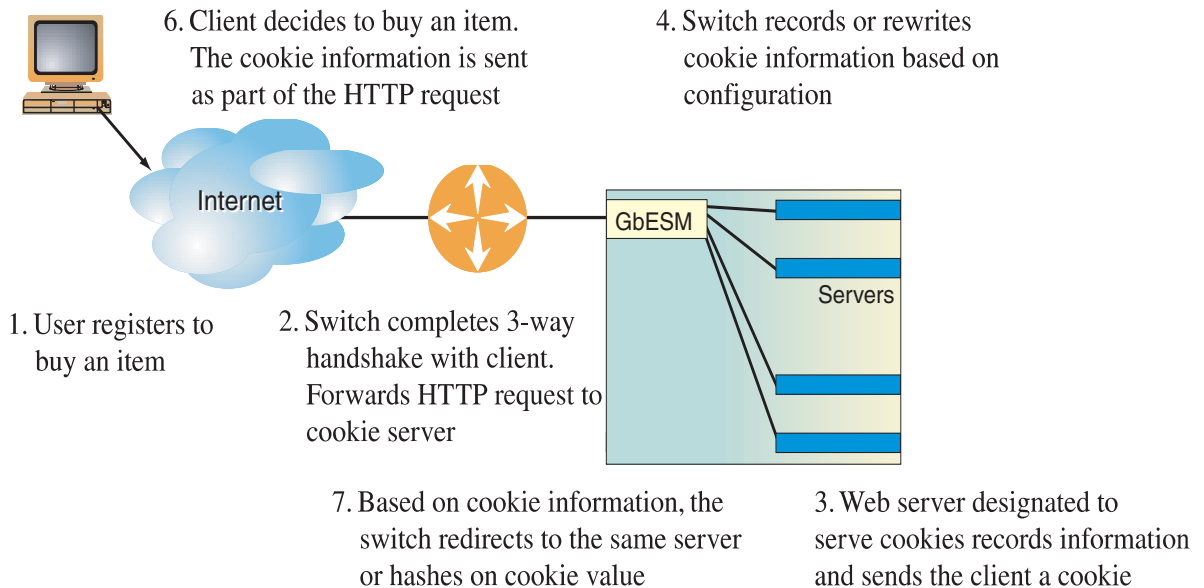 6. Client decides to buy an item.
The cookie information is sent
as part of the HTTP request
4. Switch records or rewrites
cookie information based on
configuration
Internet
GbESM
Servers
1. User registers to
buy an item
2. Switch completes 3-way
handshake with client.
Forwards HTTP request to
cookie server
7. Based on cookie information, the
switch redirects to the same server
or hashes on cookie value
3. Web server designated to
serve cookies records information
and sends the client a cookie